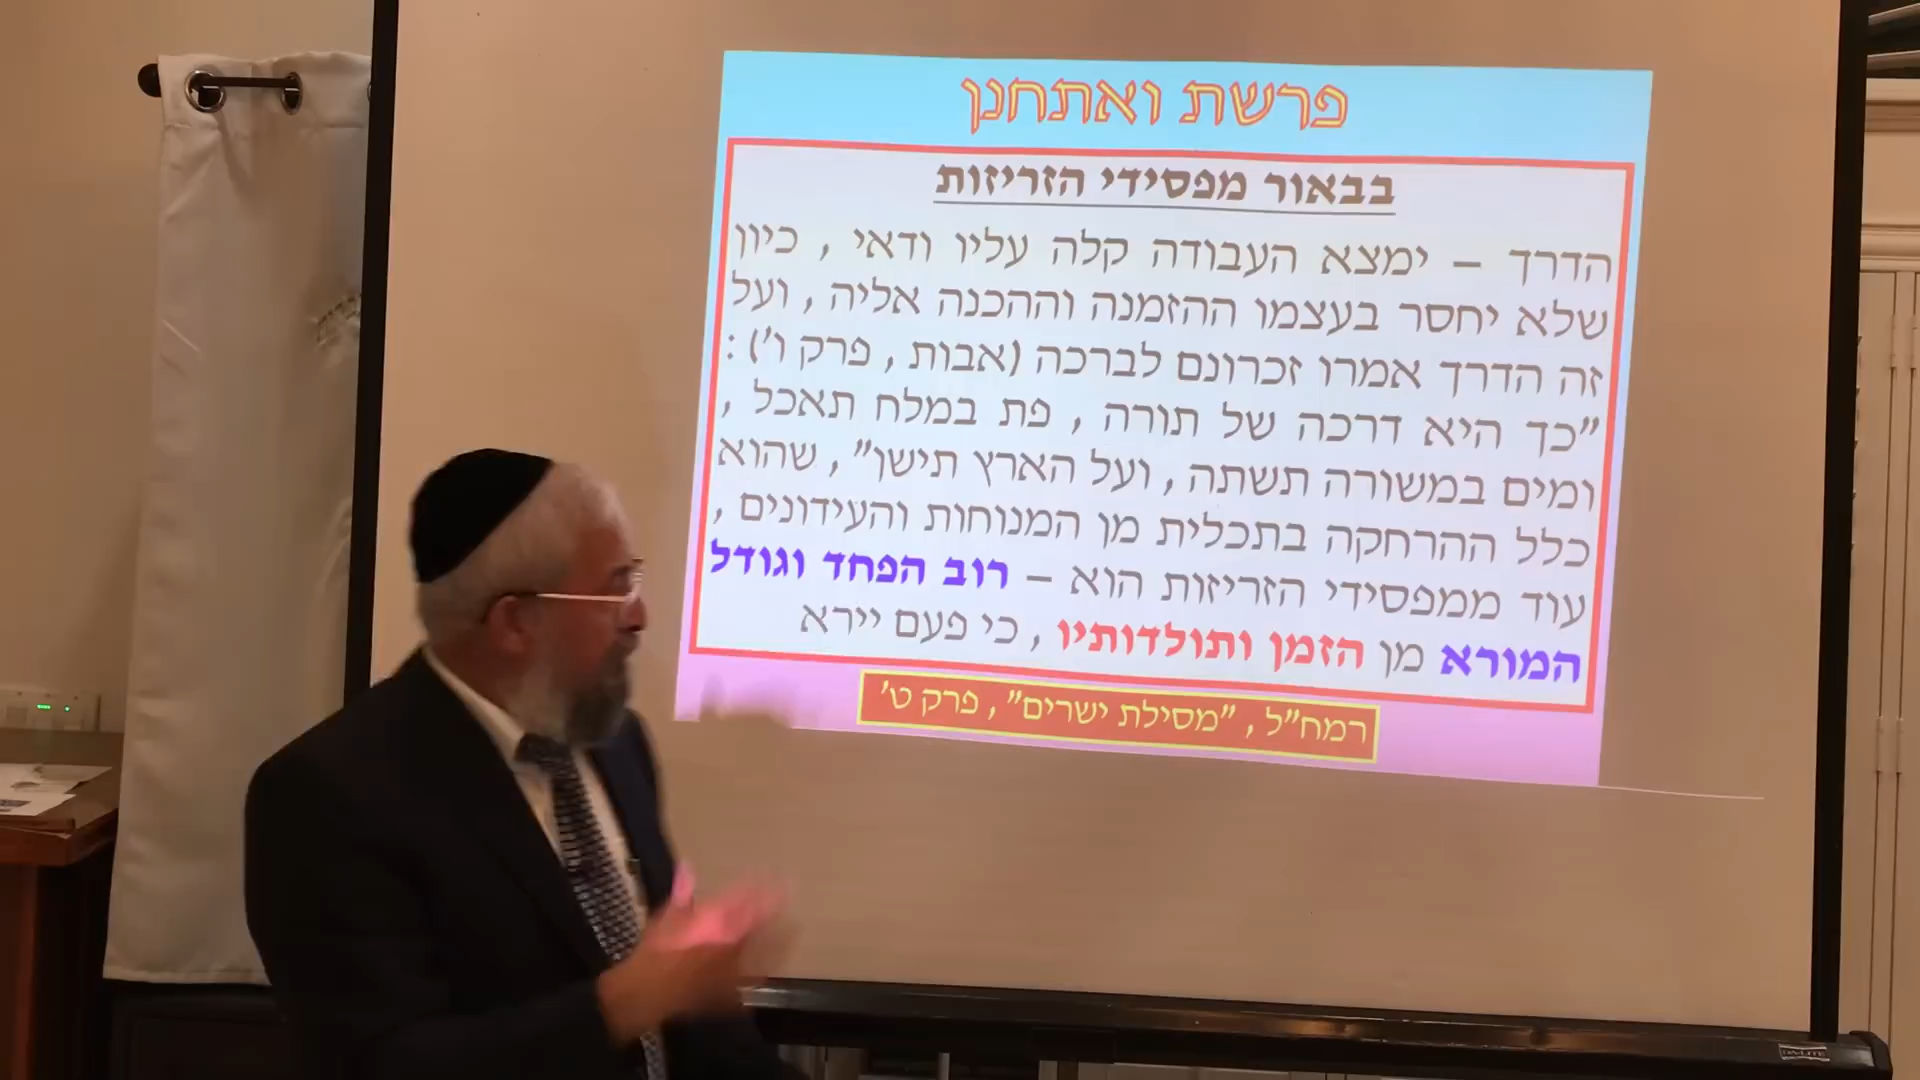 פרשת ואתחנן
בבאור מפסידי הזריזות
הדרך – ימצא העבודה קלה עליו ודאי , כיון
שלא יחסר בעצמו ההזמנה וההכנה אליה , ועל
זה הדרך אמרו זכרונם לברכה (אבות , פרק ו') :
"כך היא דרכה של תורה , פת במלח תאכל ,
ומים במשורה תשתה , ועל הארץ תישן" , שהוא
כלל ההרחקה בתכלית מן המנוחות והעידונים ,
עוד ממפסידי הזריזות הוא – רוב הפחד וגודל
המורא מן הזמן ותולדותיו , כי פעם יירא
רמח"ל , "מסילת ישרים" , פרק ט'
DA-LITE